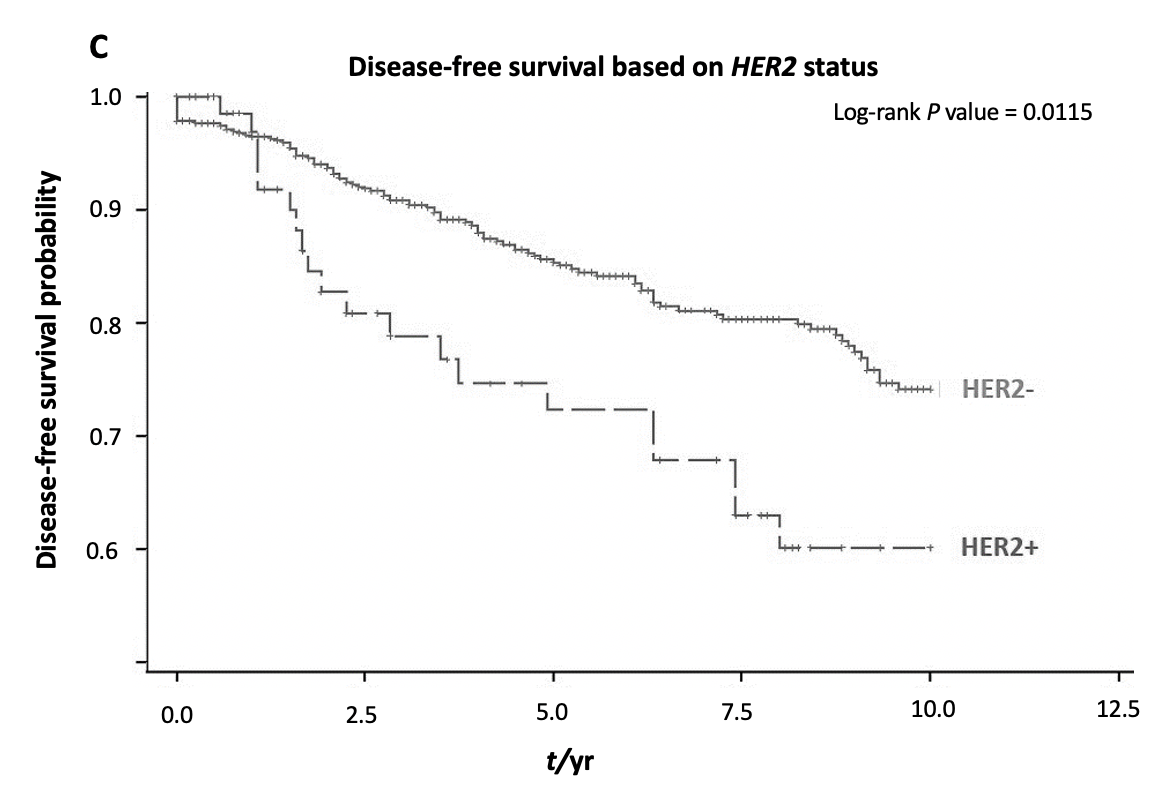 C
Disease-free survival based on HER2 status
Log-rank P value = 0.0115
Disease-free survival probability
1.0
0.9
0.8
0.7
0.6
HER2-
HER2+
0.0 2.5 5.0 7.5 10.0 12.5
t/yr